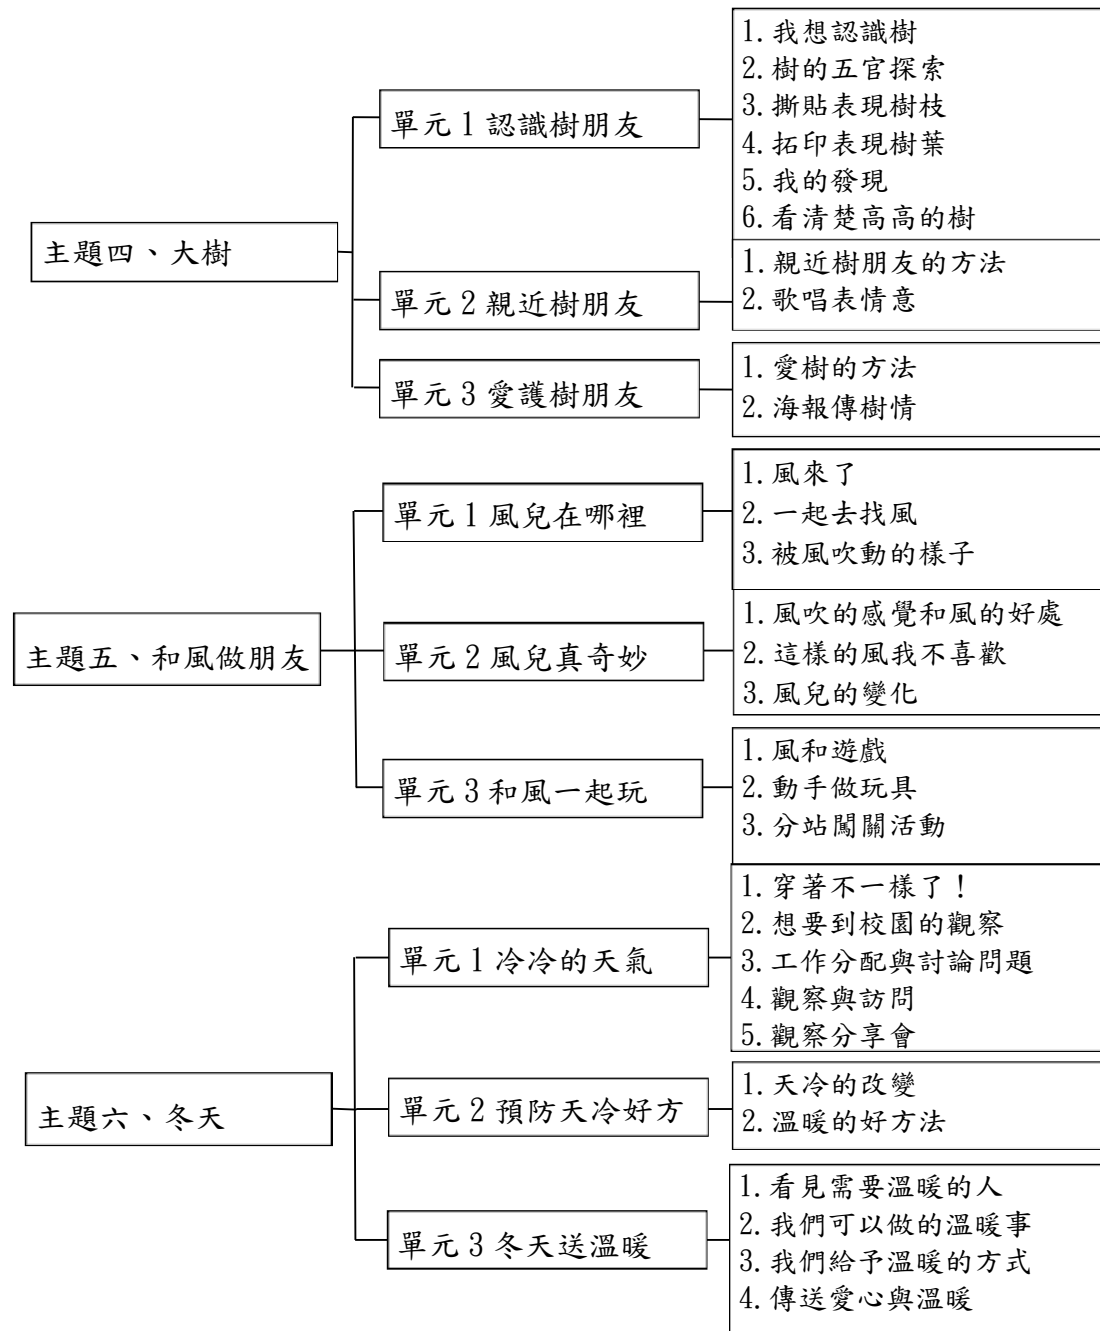 主題四、大樹
單元 1 認識樹朋友
1. 我想認識樹
2. 樹的五官探索
3. 撕貼表現樹枝
4. 拓印表現樹葉
5. 我的發現
6. 看清楚高高的樹
單元 2 親近樹朋友
1. 親近樹朋友的方法
2. 歌唱表情意
單元 3 愛護樹朋友
1. 愛樹的方法
2. 海報傳樹情
主題五、和風做朋友
單元 1 風兒在哪裡
1. 風來了
2. 一起去找風
3. 被風吹動的樣子
單元 2 風兒真奇妙
1. 風吹的感覺和風的好處
2. 這樣的風我不喜歡
3. 風兒的變化
單元 3 和風一起玩
1. 風和遊戲
2. 動手做玩具
3. 分站闖關活動
主題六、冬天
單元 1 冷冷的天氣
1. 穿著不一樣了！
2. 想要到校園的觀察
3. 工作分配與討論問題
4. 觀察與訪問
5. 觀察分享會
單元 2 預防天冷好方
1. 天冷的改變
2. 溫暖的好方法
單元 3 冬天送溫暖
1. 看見需要溫暖的人
2. 我們可以做的溫暖事
3. 我們給予溫暖的方式
4. 傳送愛心與溫暖